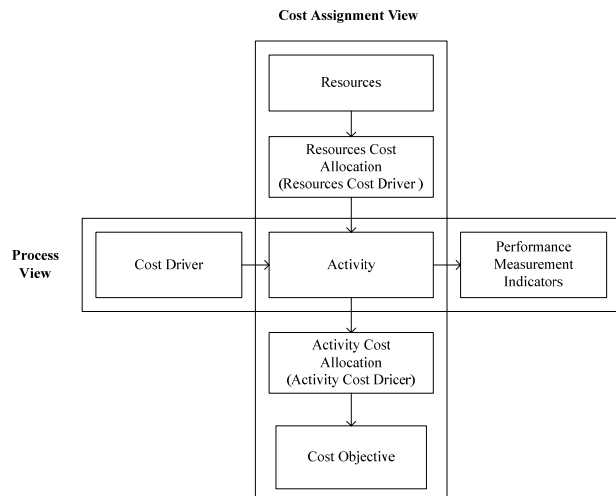 Cost Assignment View
Resources
Resources Cost
Allocation
(Resources Cost Driver )
Process
View
Cost Driver
Activity
Performance
Measurement
Indicators
Activity Cost
Allocation
(Activity Cost Dricer)
Cost Objective